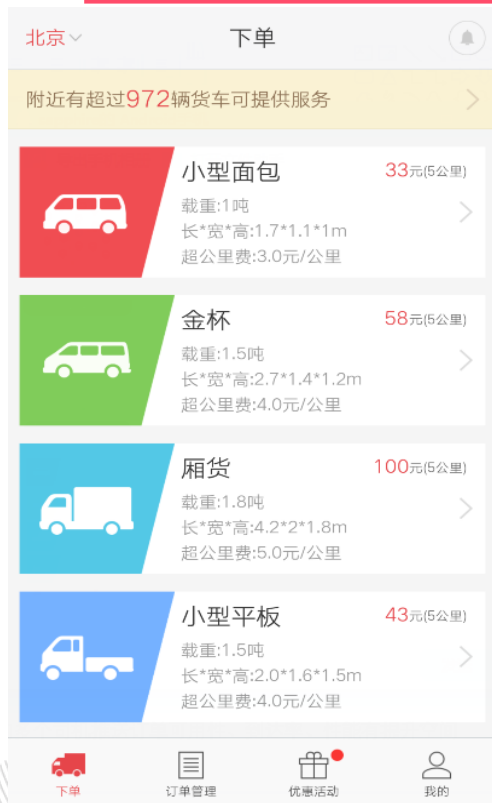 北京
下单
附近有超过972辆货车可提供服务
小型面包
33元(5公里)
载重:1吨
长*宽*高:1.7*1.1*1m
超公里费:3.0元/公里
金杯
58元(5公里)
载重:1.5吨
长*宽*高:2.7*1.4*1.2m
超公里费:4.0元/公里
厢货
100元(5公里)
载重:1.8吨
长*宽*高:4.2*2*1.8m
超公里费:5.0元/公里
小型平板
43元(5公里)
载重:1.5吨
长*宽*高:2.0*1.6*1.5m
超公里费:4.0元/公里
下单
订单管理
优惠活动
我的